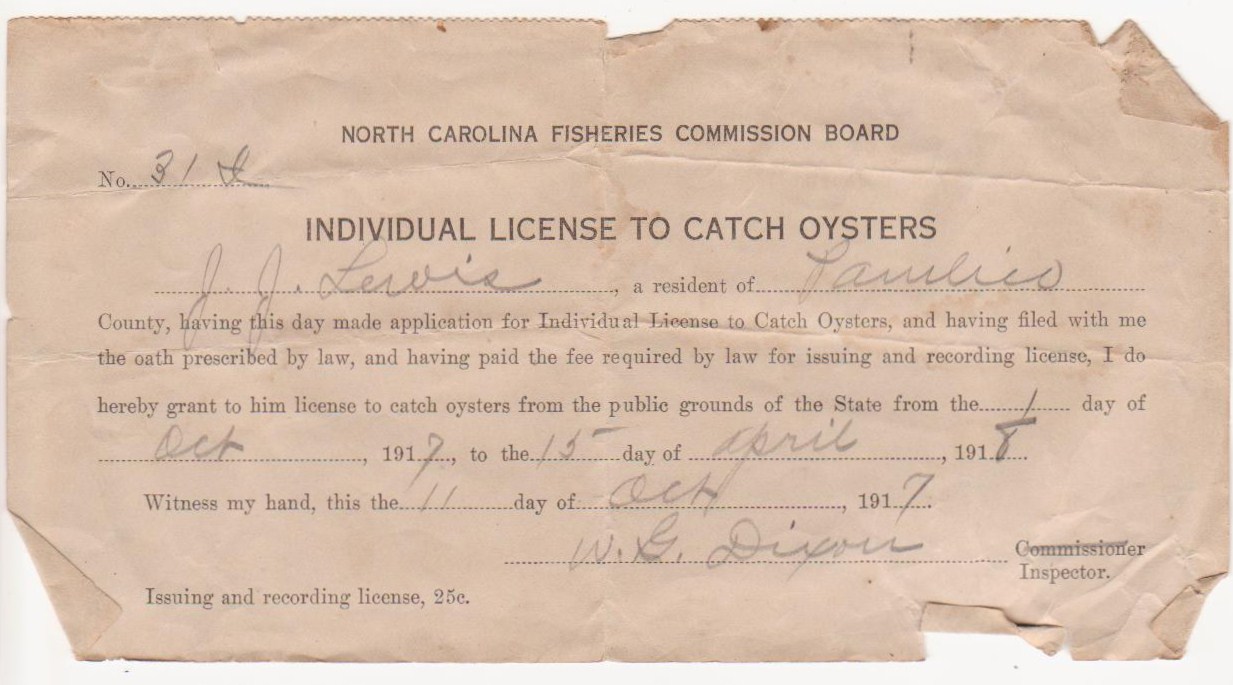 NORTH CAROLINA FISHERIES COMMISSION BOARD
No. 31
INDIVIDUAL LICENSE TO CATCH OYSTERS
J. J. Lewis, a resident of Pamlico
County, having this day made application for Individual License to Catch Oysters, and having filed with me
the oath prescribed by law, and having paid the fee required by law for issuing and recording license, I do
hereby grant to him license to catch oysters from the public grounds of the State from the 1 day of
Oct, 1917, to the 15 day of April, 1918.
Witness my hand, this the 11 day of Oct, 1917.
W. G. Dixon Commissioner
Inspector.
Issuing and recording license, 25c.